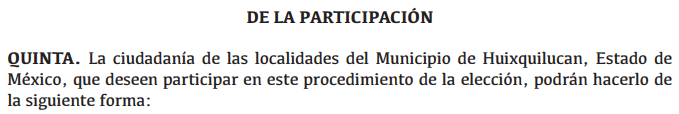 DE LA PARTICIPACIÓN
QUINTA. La ciudadanía de las localidades del Municipio de Huixquilucan, Estado de
México, que deseen participar en este procedimiento de la elección, podrán hacerlo de
la siguiente forma: